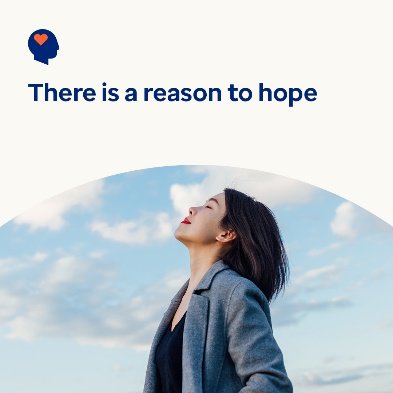 There is a reason to hope